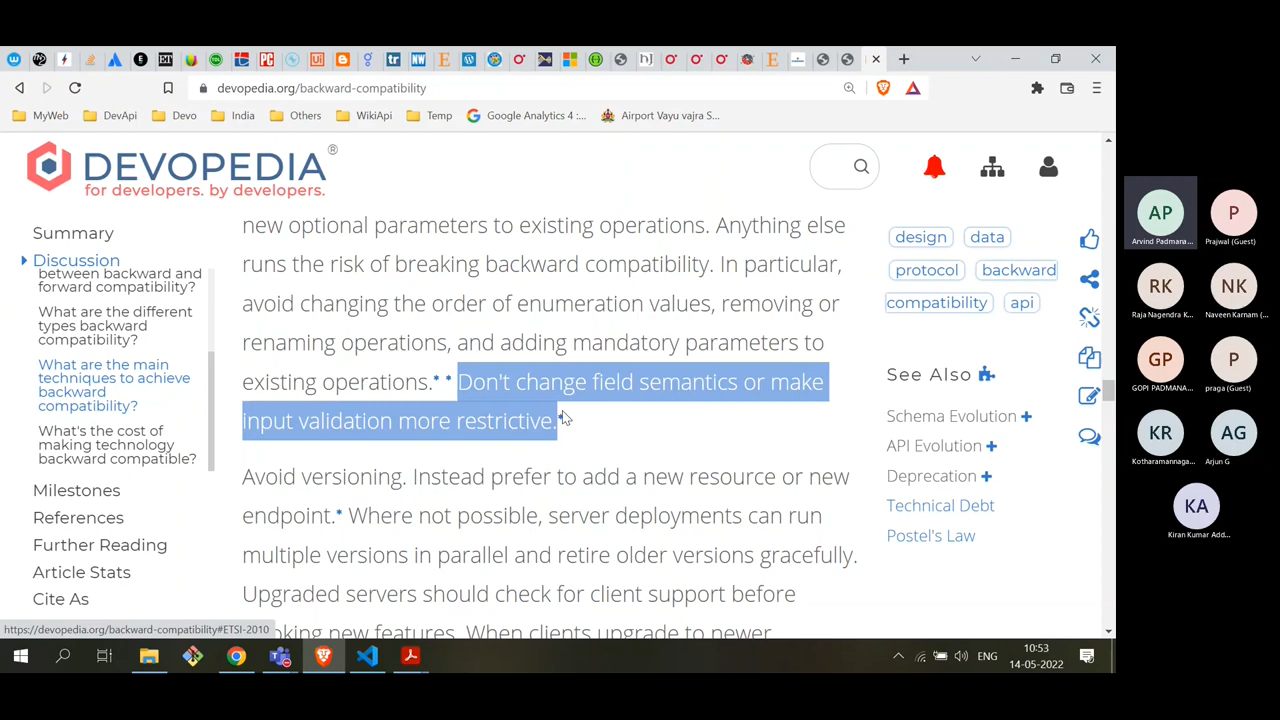 devopedia.org/backward-compatibility
MyWeb
DevApi
Devo
India
Others
WikiApi
Temp
Google Analytics 4 :...
Airport Vayu vajra S...
DEVOPEDIA®
for developers. by developers.
Summary
Discussion
between backward and
forward compatibility?
What are the different
types backward
compatibility?
What are the main
techniques to achieve
backward
compatibility?
What's the cost of
making technology
backward compatible?
Milestones
References
Further Reading
Article Stats
Cite As
new optional parameters to existing operations. Anything else
runs the risk of breaking backward compatibility. In particular,
avoid changing the order of enumeration values, removing or
renaming operations, and adding mandatory parameters to
existing operations.* * Don't change field semantics or make
input validation more restrictive.*
Avoid versioning. Instead prefer to add a new resource or new
endpoint.* Where not possible, server deployments can run
multiple versions in parallel and retire older versions gracefully.
Upgraded servers should check for client support before
new features. When clients upgrade to newer
design
data
protocol
backward
compatibility
api
See Also
Schema Evolution +
API Evolution +
Deprecation +
Technical Debt
Postel's Law
https://devopedia.org/backward-compatibility#ETSI-2010
ENG
10:53
14-05-2022
AP
Arvind Padmana...
P
Prajwal (Guest)
RK
Raja Nagendra K...
NK
Naveen Karnam (...
GP
GOPI PADMANA...
P
praga (Guest)
KR
Kotharamannaga...
AG
Arjun G
KA
Kiran Kumar Add...